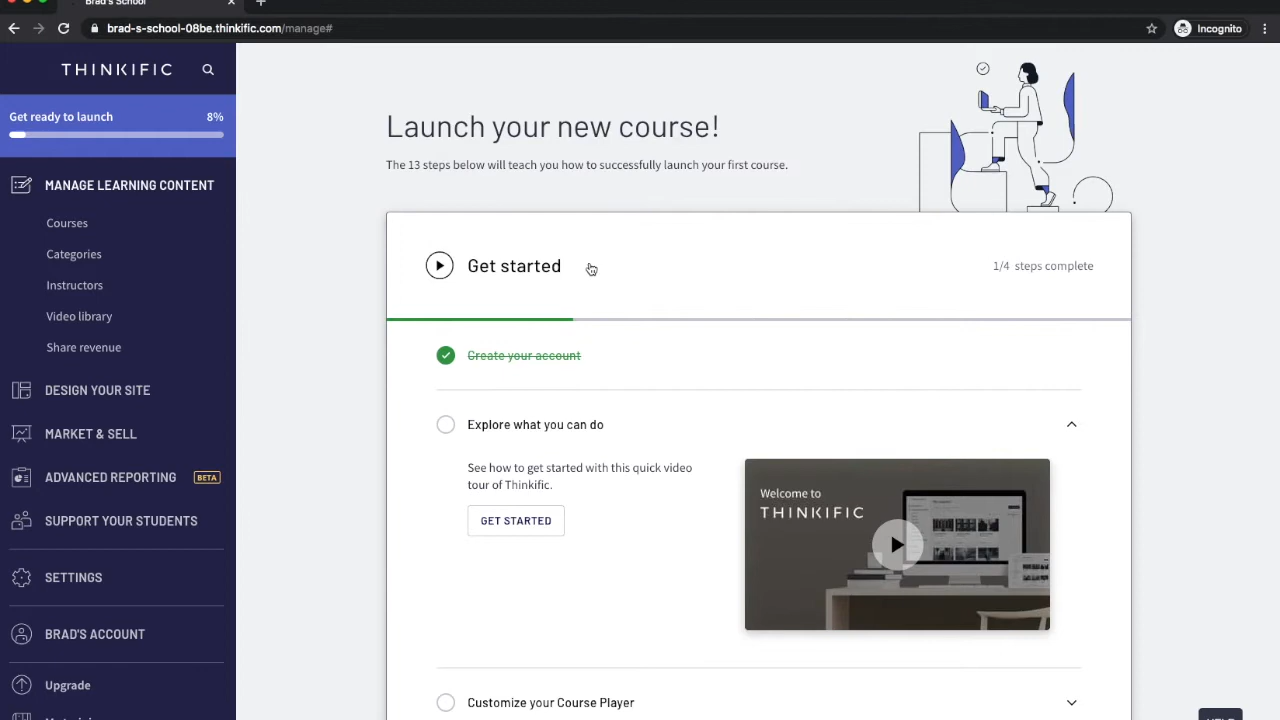 Brad's School
brad-s-school-08be.thinkific.com/manage#
Incognito
THINKIFIC
Get ready to launch 8%
MANAGE LEARNING CONTENT
Courses
Categories
Instructors
Video library
Share revenue
DESIGN YOUR SITE
MARKET & SELL
ADVANCED REPORTING BETA
SUPPORT YOUR STUDENTS
SETTINGS
BRAD'S ACCOUNT
Upgrade
Launch your new course!
The 13 steps below will teach you how to successfully launch your first course.
Get started
1/4 steps complete
Create your account
Explore what you can do
See how to get started with this quick video
tour of Thinkific.
GET STARTED
Welcome to
THINKIFIC
Customize your Course Player